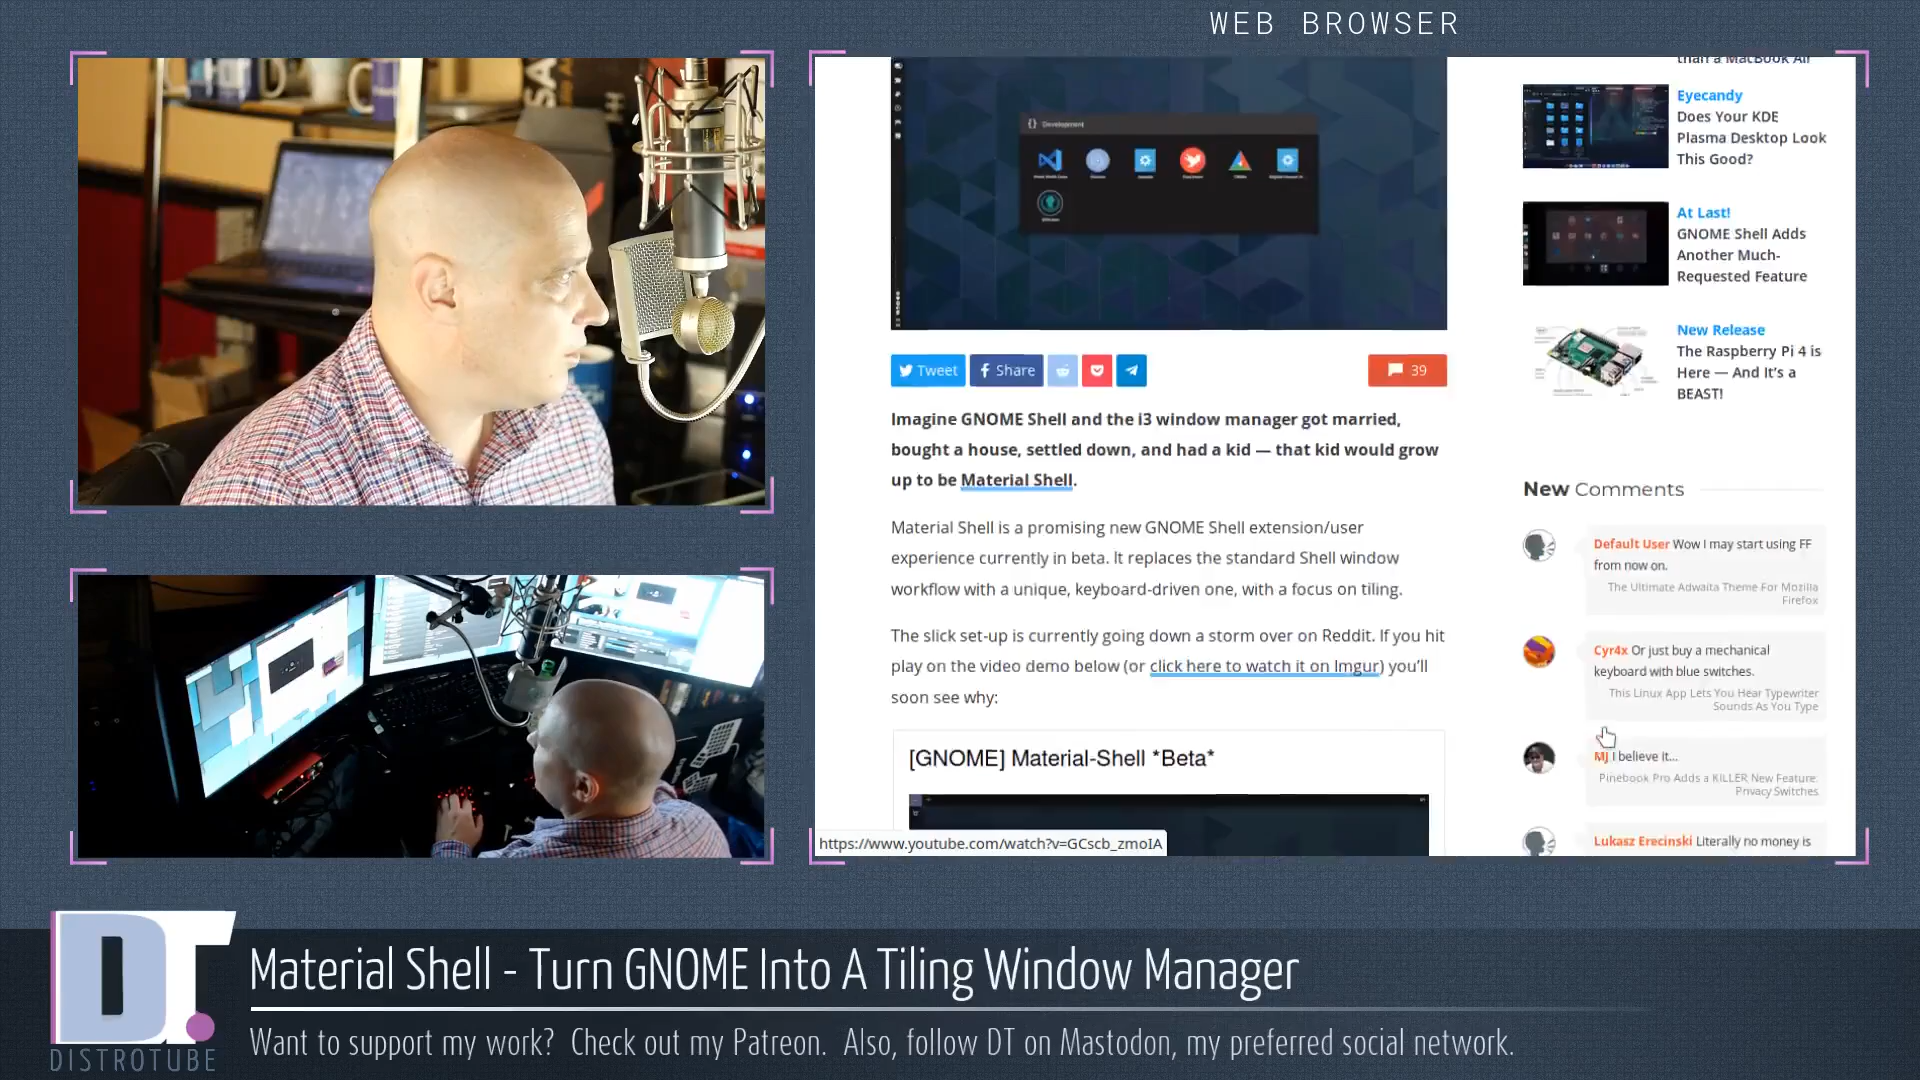 WEB BROWSER
Development
Tweet
Share
39
Imagine GNOME Shell and the i3 window manager got married,
bought a house, settled down, and had a kid — that kid would grow
up to be Material Shell.
Material Shell is a promising new GNOME Shell extension/user
experience currently in beta. It replaces the standard Shell window
workflow with a unique, keyboard-driven one, with a focus on tiling.
The slick set-up is currently going down a storm over on Reddit. If you hit
play on the video demo below (or click here to watch it on Imgur) you'll
soon see why:
[GNOME] Material-Shell *Beta*
https://www.youtube.com/watch?v=GCscb_zmoIA
than a MacBook Air
Eyecandy
Does Your KDE
Plasma Desktop Look
This Good?
At Last!
GNOME Shell Adds
Another Much-
Requested Feature
New Release
The Raspberry Pi 4 is
Here — And It's a
BEAST!
New Comments
Default User Wow I may start using FF
from now on.
The Ultimate Adwaita Theme For Mozilla
Firefox
Cyr4x Or just buy a mechanical
keyboard with blue switches.
This Linux App Lets You Hear Typewriter
Sounds As You Type
MJ I believe it...
Pinebook Pro Adds a KILLER New Feature:
Privacy Switches
Lukasz Erecinski Literally no money is
DT
DISTROTUBE
Material Shell - Turn GNOME Into A Tiling Window Manager
Want to support my work? Check out my Patreon. Also, follow DT on Mastodon, my preferred social network.